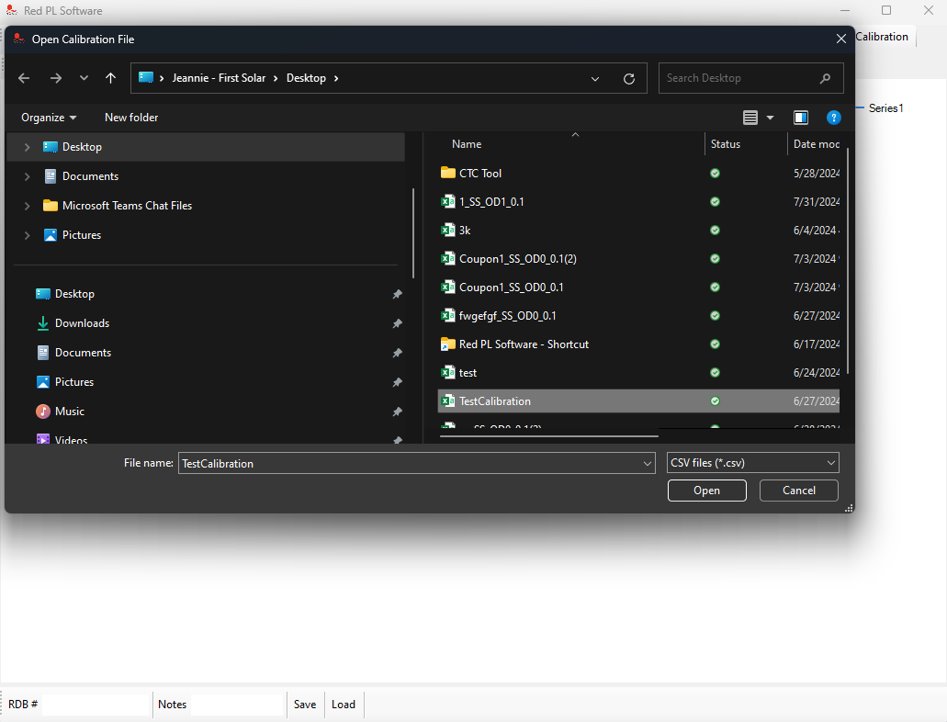 Red PL Software
Open Calibration File
Calibration
Jeannie - First Solar > Desktop >
Search Desktop
Organize
New folder
Series1
Name Status Date moc
Desktop
Documents
Microsoft Teams Chat Files
Pictures
Desktop
Downloads
Documents
Pictures
Music
Videos
CTC Tool 5/28/2024
1_SS_OD1_0.1 7/31/2024
3k 6/4/2024
Coupon1_SS_OD0_0.1(2) 7/3/2024
Coupon1_SS_OD0_0.1 7/3/2024
fwgefgf_SS_OD0_0.1 6/27/2024
Red PL Software - Shortcut 6/17/2024
test 6/24/2024
TestCalibration 6/27/2024
File name: TestCalibration CSV files (*.csv)
Open Cancel
RDB # Notes Save Load